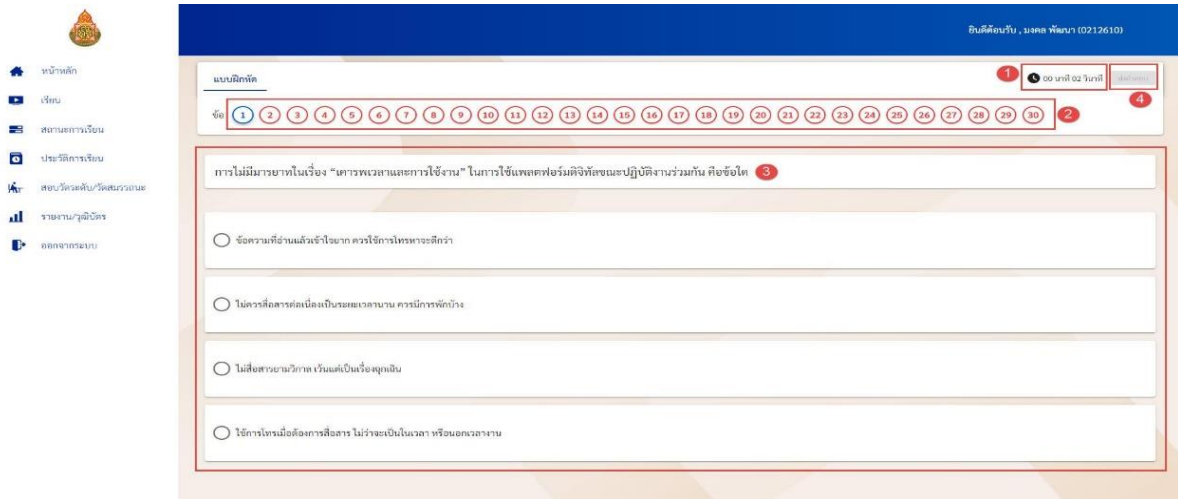 ยินดีต้อนรับ , มงคล พัฒนา (0212610)
หน้าหลัก
เรียน
สถานะการเรียน
ประวัติการเรียน
สอบวัดระดับ/วัดสมรรถนะ
รายงาน/วุฒิบัตร
ออกจากระบบ
แบบฝึกหัด
1
00 นาที 02 วินาที
4
ข้อ 1 2 3 4 5 6 7 8 9 10 11 12 13 14 15 16 17 18 19 20 21 22 23 24 25 26 27 28 29 30 2
การไม่มีมารยาทในเรื่อง “เคารพเวลาและการใช้งาน” ในการใช้แพลตฟอร์มดิจิทัลขณะปฏิบัติงานร่วมกัน คือข้อใด 3
ข้อความที่อ่านแล้วเข้าใจยาก ควรใช้การโทรหาจะดีกว่า
ไม่ควรสื่อสารต่อเนื่องเป็นระยะเวลานาน ควรมีการพักบ้าง
ไม่สื่อสารยามวิกาล เว้นแต่เป็นเรื่องฉุกเฉิน
ใช้การโทรเมื่อต้องการสื่อสาร ไม่ว่าจะเป็นในเวลา หรือนอกเวลางาน